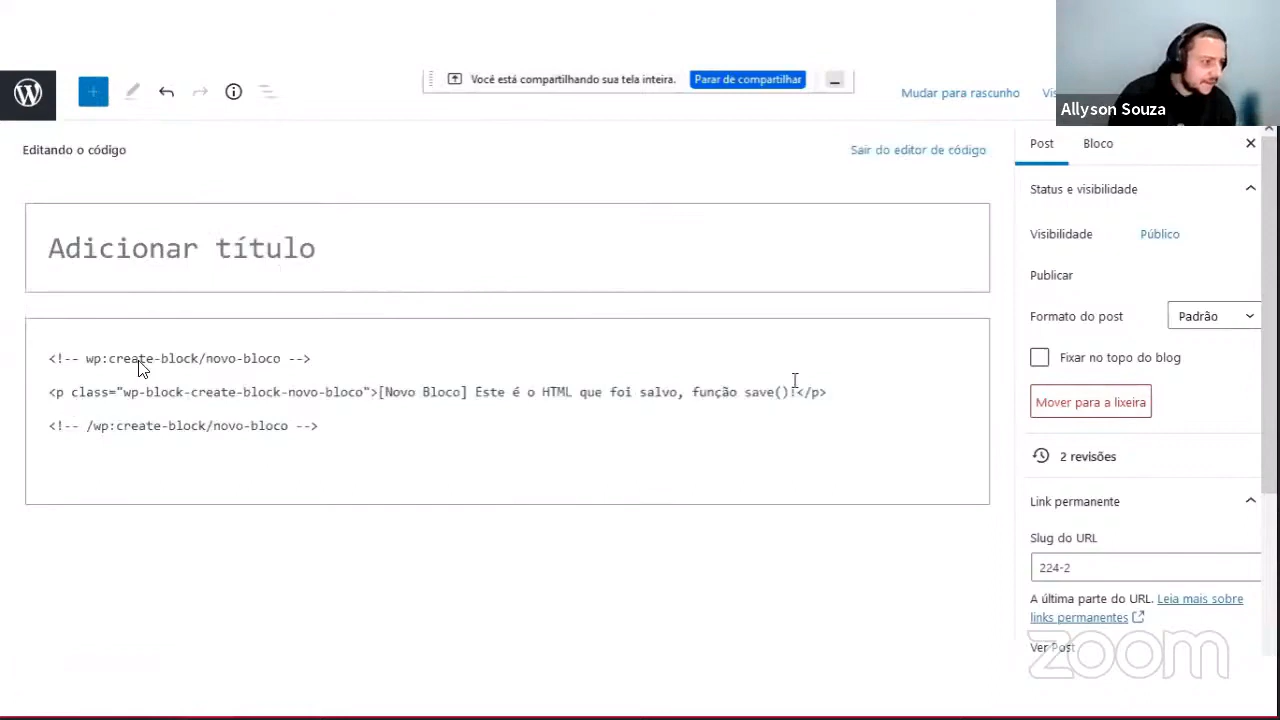 Você está compartilhando sua tela inteira. Parar de compartilhar
Mudar para rascunho
Allyson Souza
Editando o código
Sair do editor de código
Post Bloco
Status e visibilidade
Adicionar título
Visibilidade Público
Publicar
Formato do post Padrão
<!-- wp:create-block/novo-bloco -->
<p class="wp-block-create-block-novo-bloco">[Novo Bloco] Este é o HTML que foi salvo, função save()!</p>
<!-- /wp:create-block/novo-bloco -->
Fixar no topo do blog
Mover para a lixeira
2 revisões
Link permanente
Slug do URL
224-2
A última parte do URL. Leia mais sobre
links permanentes
Ver Post
zoom